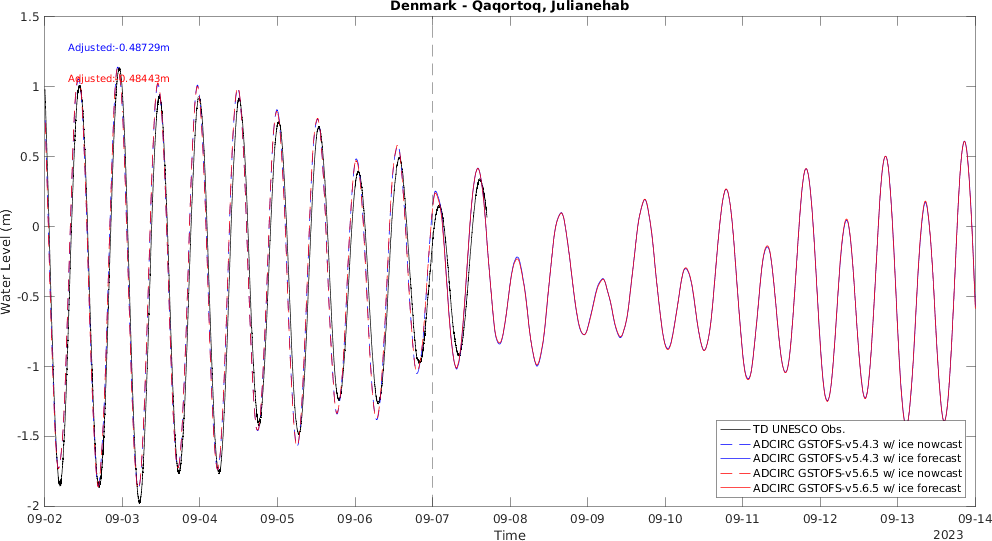 Denmark - Qaqortoq, Julianehab
1.5
1
0.5
0
-0.5
-1
-1.5
-2
Water Level (m)
Adjusted:-0.48729m
Adjusted:-0.48443m
TD UNESCO Obs.
ADCIRC GSTOFS-v5.4.3 w/ ice nowcast
ADCIRC GSTOFS-v5.4.3 w/ ice forecast
ADCIRC GSTOFS-v5.6.5 w/ ice nowcast
ADCIRC GSTOFS-v5.6.5 w/ ice forecast
09-02 09-03 09-04 09-05 09-06 09-07 09-08 09-09 09-10 09-11 09-12 09-13 09-14
Time
2023